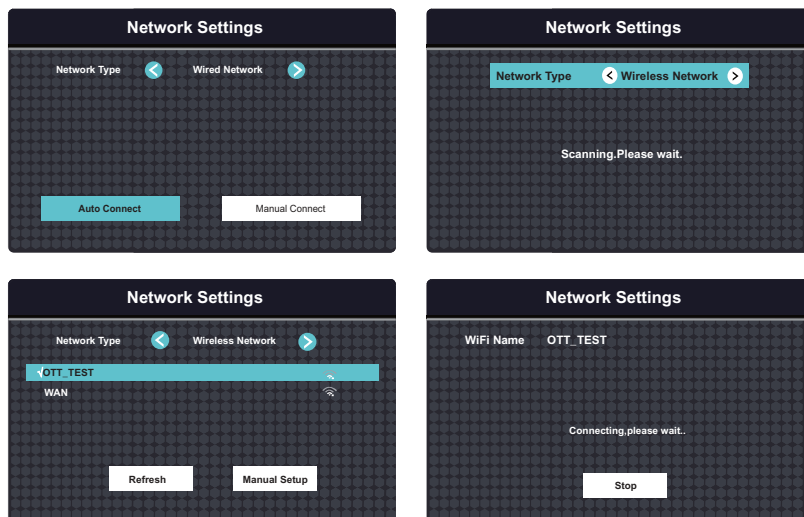 Network Settings
Network Type Wired Network
Auto Connect Manual Connect
Network Settings
Network Type Wireless Network
Scanning.Please wait.
Network Settings
Network Type Wireless Network
√OTT_TEST
WAN
Refresh Manual Setup
Network Settings
WiFi Name OTT_TEST
Connecting,please wait..
Stop